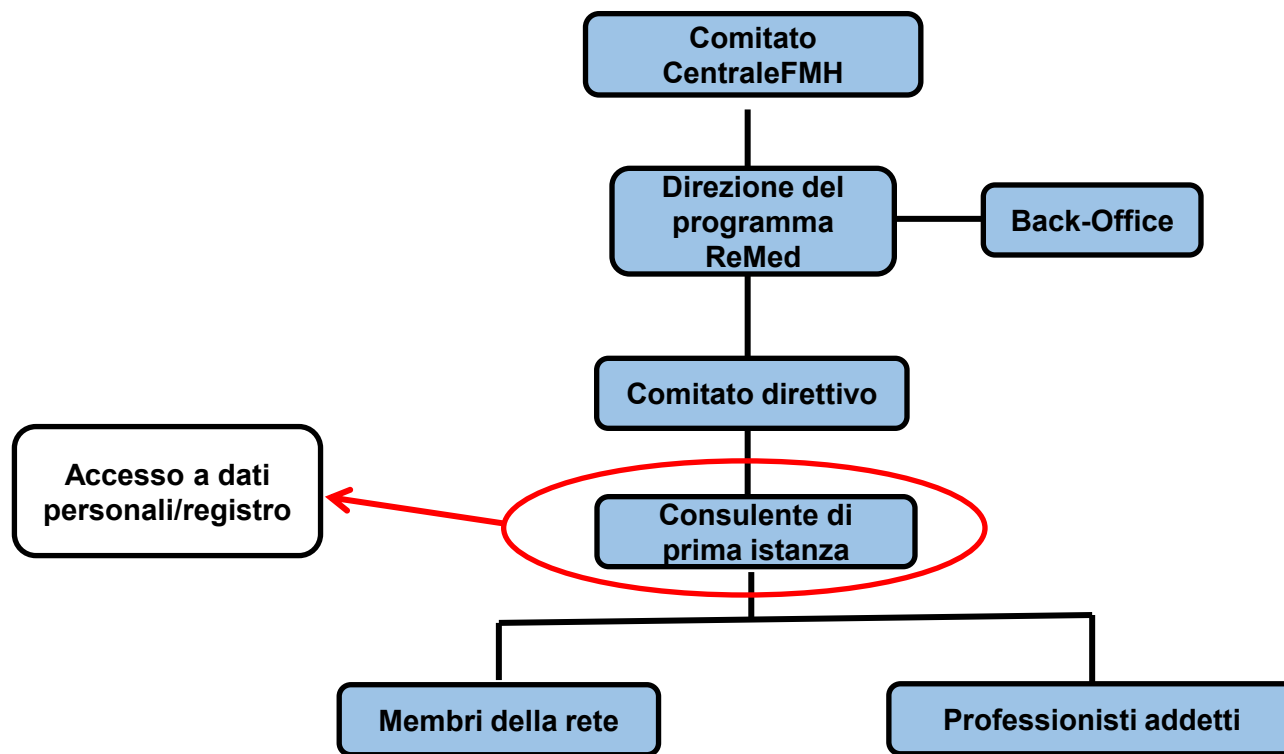 Comitato
CentraleFMH
Direzione del
programma
ReMed
Back-Office
Comitato direttivo
Accesso a dati
personali/registro
Consulente di
prima istanza
Membri della rete
Professionisti addetti